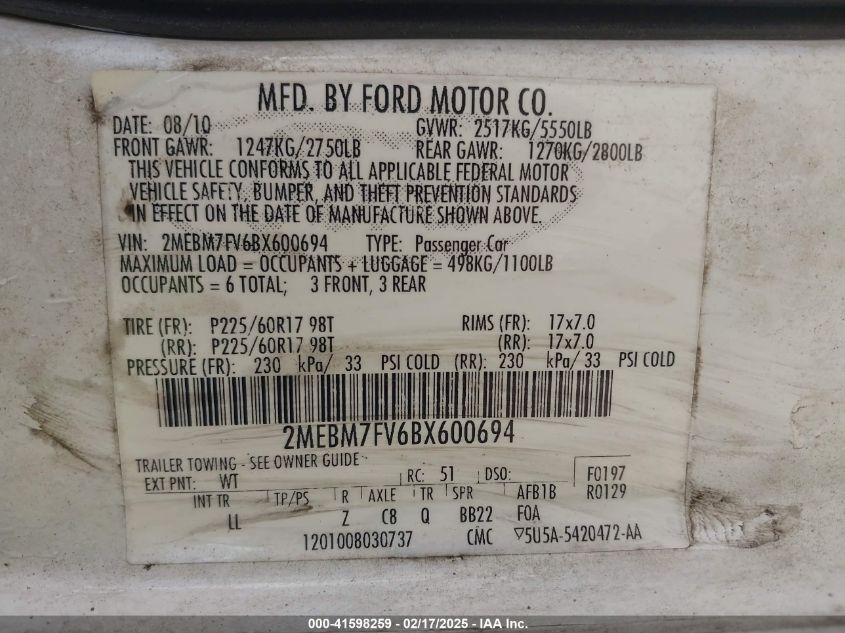 MFD. BY FORD MOTOR CO.
DATE: 08/10 GVWR: 2517KG/5550LB
FRONT GAWR: 1247KG/2750LB REAR GAWR: 1270KG/2800LB
THIS VEHICLE CONFORMS TO ALL APPLICABLE FEDERAL MOTOR
VEHICLE SAFETY, BUMPER, AND THEFT PREVENTION STANDARDS
IN EFFECT ON THE DATE OF MANUFACTURE SHOWN ABOVE.
VIN: 2MEBM7FV6BX600694 TYPE: Passenger Car
MAXIMUM LOAD = OCCUPANTS + LUGGAGE = 498KG/1100LB
OCCUPANTS = 6 TOTAL; 3 FRONT, 3 REAR
TIRE (FR): P225/60R17 98T RIMS (FR): 17x7.0
(RR): P225/60R17 98T (RR): 17x7.0
PRESSURE (FR): 230 kPa/ 33 PSI COLD (RR): 230 kPa/ 33 PSI COLD
2MEBM7FV6BX600694
TRAILER TOWING - SEE OWNER GUIDE
EXT PNT: WT RC: 51 DSO: F0197
INT TR TP/PS R AXLE TR SPR AFB1B R0129
LL Z C8 Q BB22 FOA
1201008030737 CMC ▽5U5A-5420472-AA
000-41598259 - 02/17/2025 - IAA Inc.